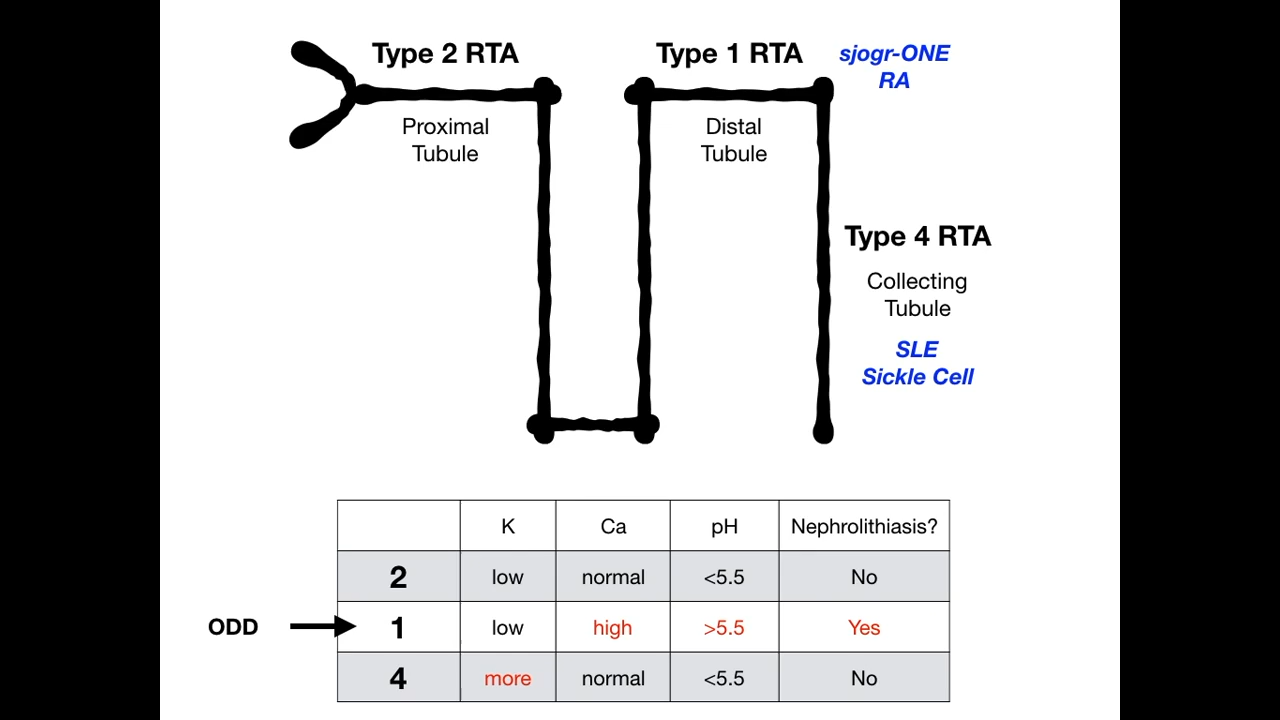 Type 2 RTA
Type 1 RTA
sjogr-ONE
RA
Proximal
Tubule
Distal
Tubule
Type 4 RTA
Collecting
Tubule
SLE
Sickle Cell
K Ca pH Nephrolithiasis?
2 low normal <5.5 No
ODD 1 low high >5.5 Yes
4 more normal <5.5 No